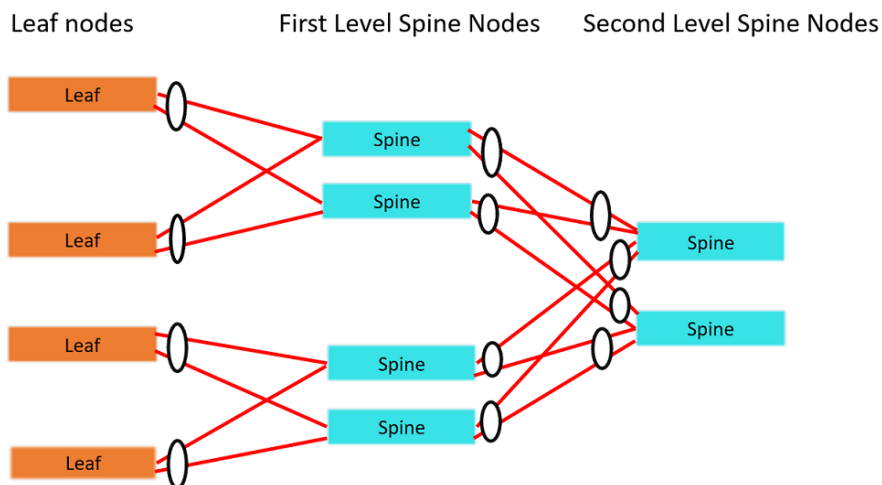 Leaf nodes
First Level Spine Nodes
Second Level Spine Nodes
Leaf
Spine
Spine
Leaf
Spine
Spine
Leaf
Spine
Spine
Leaf